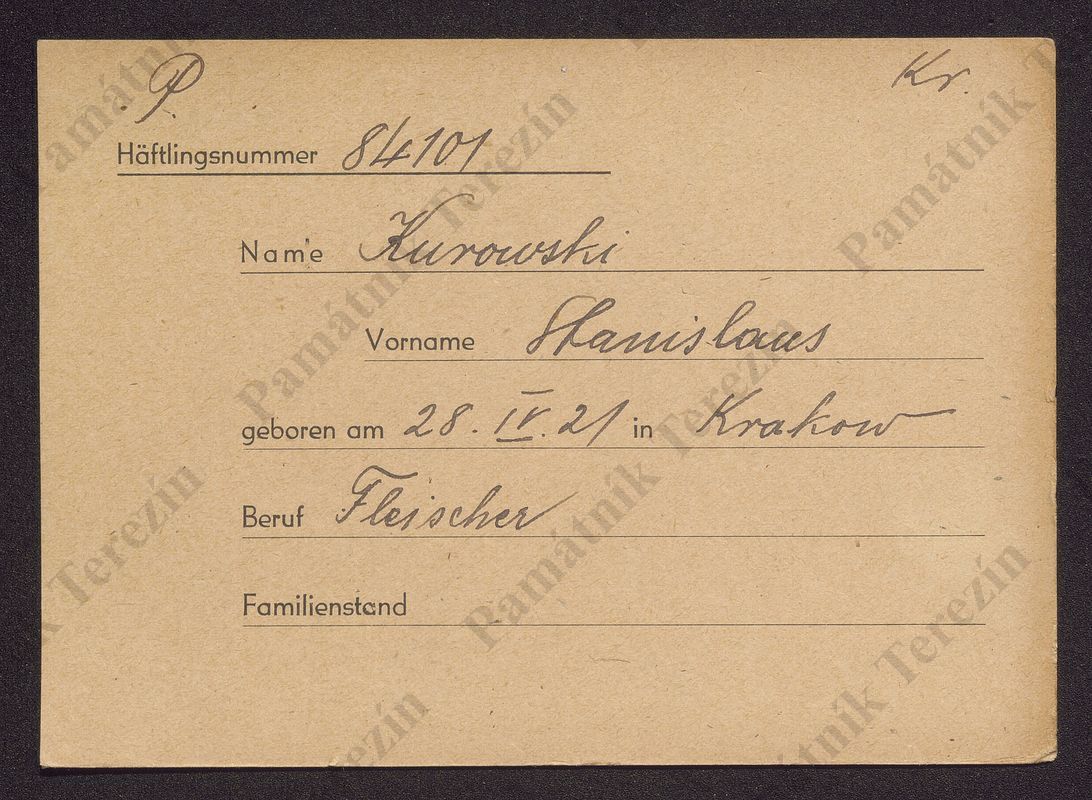 P. Kr.
Häftlingsnummer 84101
Name Kurowski
Vorname Stanislaus
geboren am 28. IV. 21 in Krakow
Beruf Fleischer
Familienstand
Památník Terezín